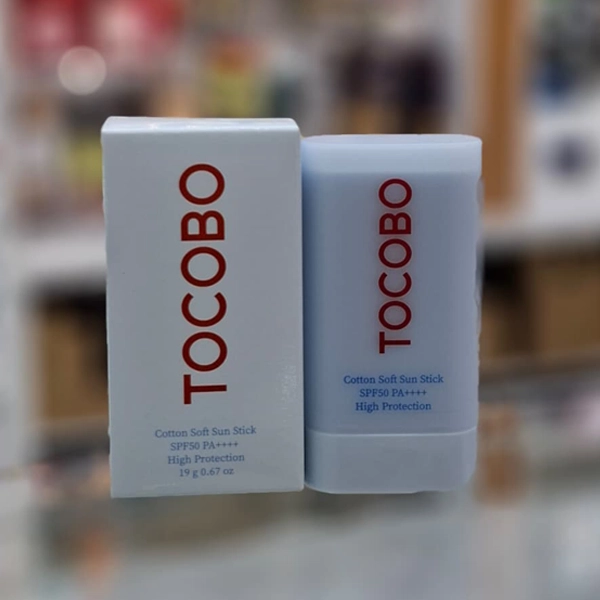 TOCOBO
Cotton Soft Sun Stick
SPF50 PA++++
High Protection
19 g 0.67 oz
TOCOBO
Cotton Soft Sun Stick
SPF50 PA++++
High Protection